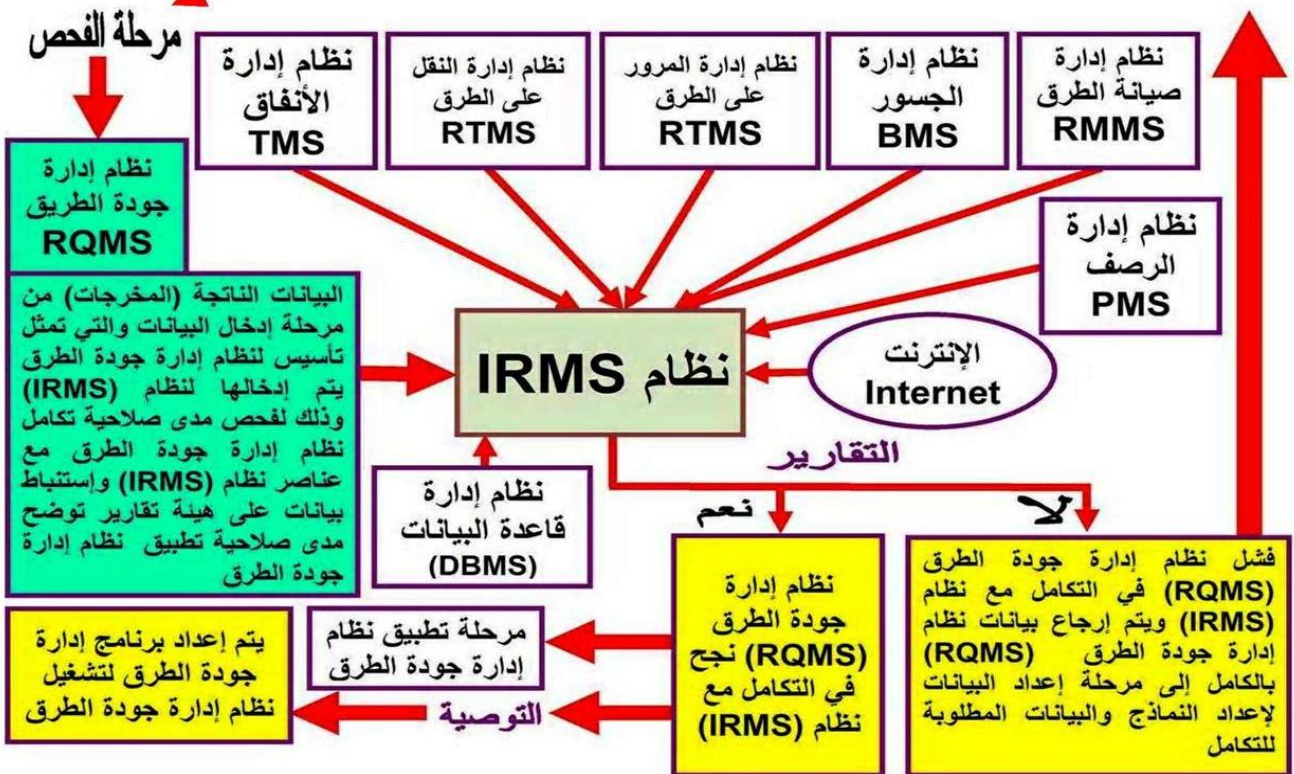 مرحلة الفحص
نظام إدارة
الأنفاق
TMS
نظام إدارة النقل
على الطرق
RTMS
نظام إدارة المرور
على الطرق
RTMS
نظام إدارة
الجسور
BMS
نظام إدارة
صيانة الطرق
RMMS
نظام إدارة
جودة الطريق
RQMS
نظام إدارة
الرصف
PMS
البيانات الناتجة (المخرجات) من
مرحلة إدخال البيانات والتي تمثل
تأسيس لنظام إدارة جودة الطرق
يتم إدخالها لنظام (IRMS)
وذلك لفحص مدى صلاحية تكامل
نظام إدارة جودة الطرق مع
عناصر نظام (IRMS) وإستنباط
بيانات على هيئة تقارير توضح
مدى صلاحية تطبيق نظام إدارة
جودة الطرق
نظام IRMS
الإنترنت
Internet
التقارير
نظام إدارة
قاعدة البيانات
(DBMS)
نعم
لا
نظام إدارة
جودة الطرق
(RQMS) نجح
في التكامل مع
نظام (IRMS)
فشل نظام إدارة جودة الطرق
(RQMS) في التكامل مع نظام
(IRMS) ويتم إرجاع بيانات نظام
إدارة جودة الطرق (RQMS)
بالكامل إلى مرحلة إعداد البيانات
لإعداد النماذج والبيانات المطلوبة
للتكامل
مرحلة تطبيق نظام
إدارة جودة الطرق
التوصية
يتم إعداد برنامج إدارة
جودة الطرق لتشغيل
نظام إدارة جودة الطرق